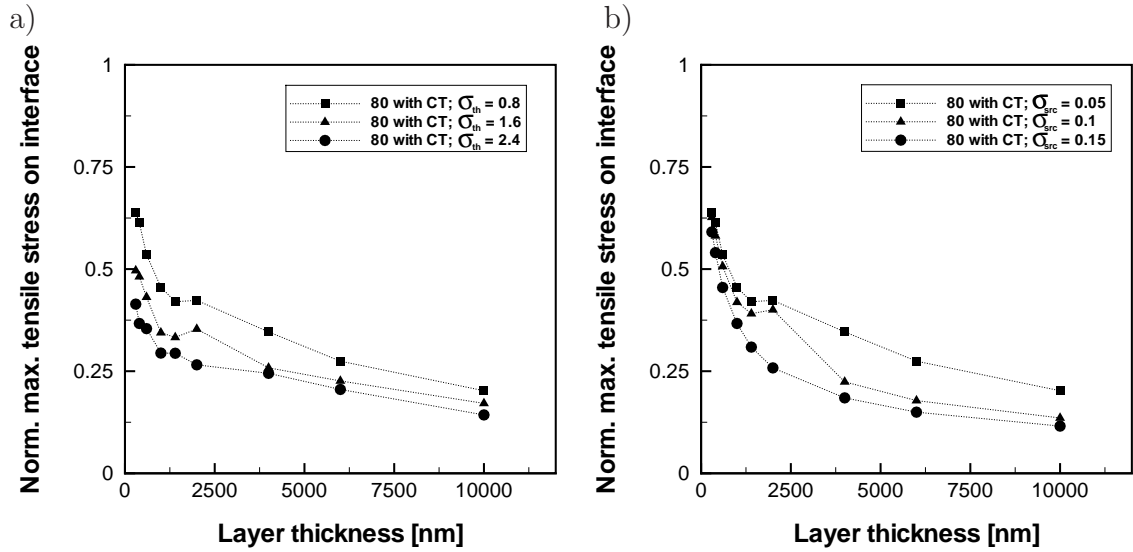 a)
Norm. max. tensile stress on interface
1
0.75
0.5
0.25
0
80 with CT; σth = 0.8
80 with CT; σth = 1.6
80 with CT; σth = 2.4
0 2500 5000 7500 10000
Layer thickness [nm]
b)
Norm. max. tensile stress on interface
1
0.75
0.5
0.25
0
80 with CT; σsrc = 0.05
80 with CT; σsrc = 0.1
80 with CT; σsrc = 0.15
0 2500 5000 7500 10000
Layer thickness [nm]